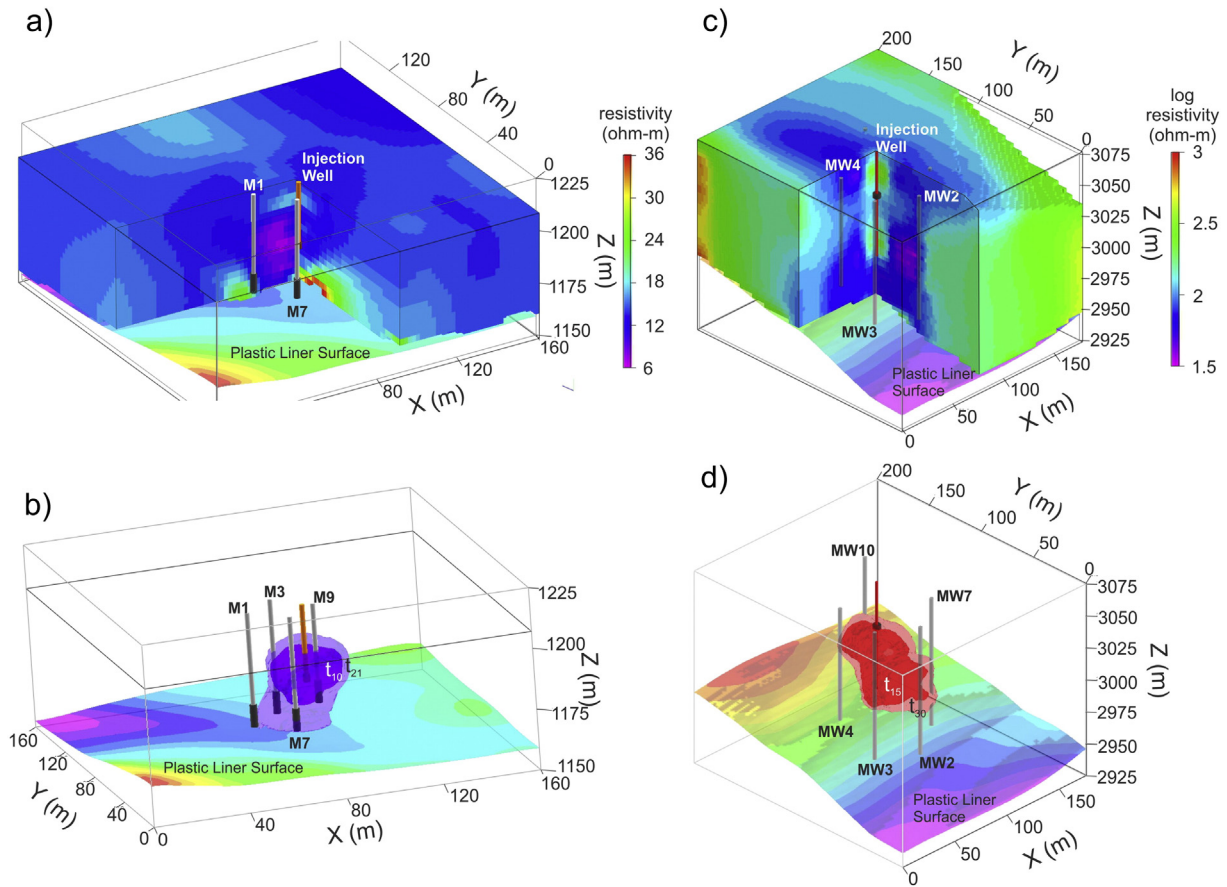 a)
120
80
40
0
Y (m)
resistivity
(ohm-m)
36
30
24
18
12
6
Injection
Well
M1
M7
1225
1200
1175
1150
Z (m)
160
120
80
X (m)
Plastic Liner Surface
c)
200
150
100
50
0
Y (m)
log
resistivity
(ohm-m)
3
2.5
2
1.5
Injection
Well
MW4
MW2
MW3
3075
3050
3025
3000
2975
2950
2925
Z (m)
Plastic Liner
Surface
150
100
50
0
X (m)
b)
M1
M3
M9
M7
t10
t21
1225
1200
1175
1150
Z (m)
Plastic Liner Surface
160
120
80
40
0
Y (m)
0
40
80
120
160
X (m)
d)
200
150
100
50
0
Y (m)
MW10
MW7
MW4
MW3
MW2
t15
t30
3075
3050
3025
3000
2975
2950
2925
Z (m)
Plastic Liner
Surface
150
100
50
0
X (m)